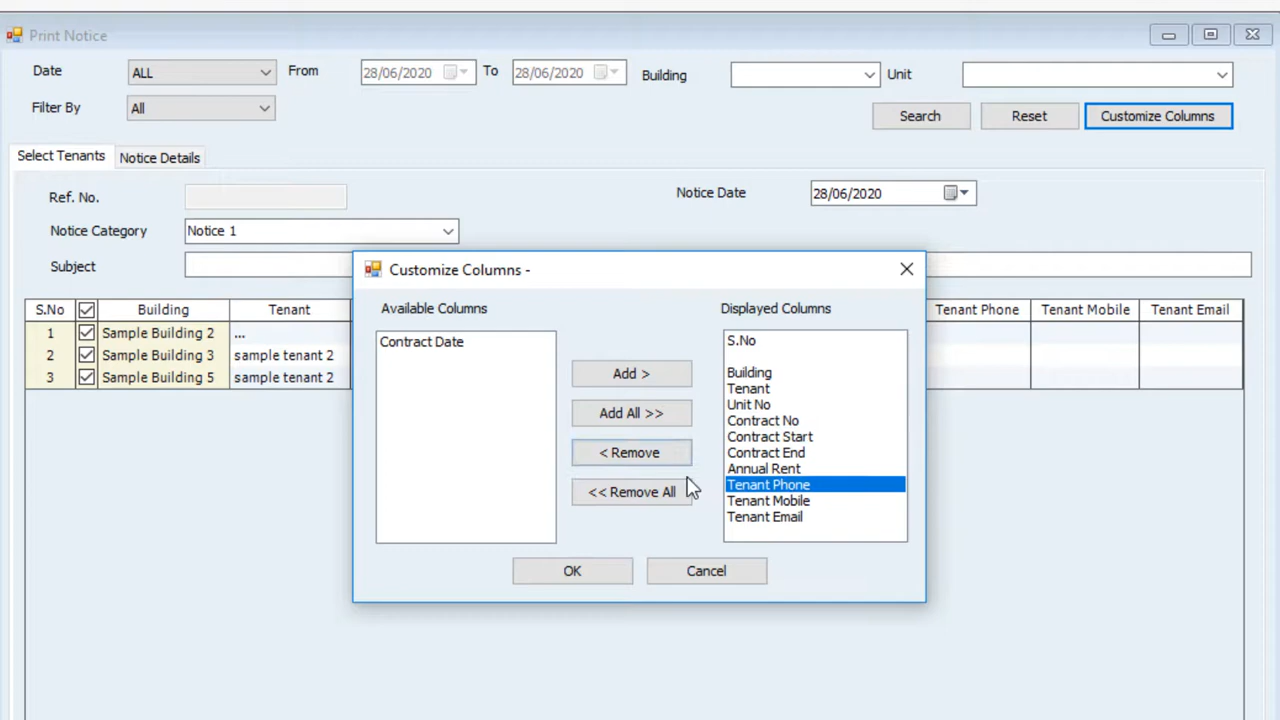 Print Notice
Date ALL From 28/06/2020 To 28/06/2020 Building Unit
Filter By All
Search Reset Customize Columns
Select Tenants Notice Details
Ref. No. Notice Date 28/06/2020
Notice Category Notice 1
Subject
S.No Building Tenant Tenant Phone Tenant Mobile Tenant Email
1 Sample Building 2 ...
2 Sample Building 3 sample tenant 2
3 Sample Building 5 sample tenant 2
Customize Columns -
Available Columns
Contract Date
Add >
Add All >>
< Remove
<< Remove All
Displayed Columns
S.No
Building
Tenant
Unit No
Contract No
Contract Start
Contract End
Annual Rent
Tenant Phone
Tenant Mobile
Tenant Email
OK Cancel